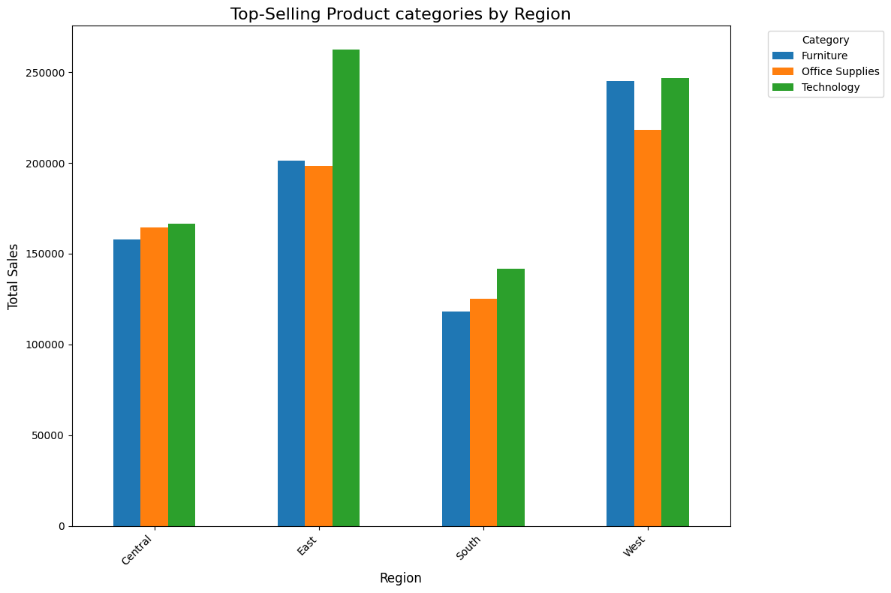 Top-Selling Product categories by Region
Category
Furniture
Office Supplies
Technology
Total Sales
250000
200000
150000
100000
50000
0
Central
East
South
West
Region